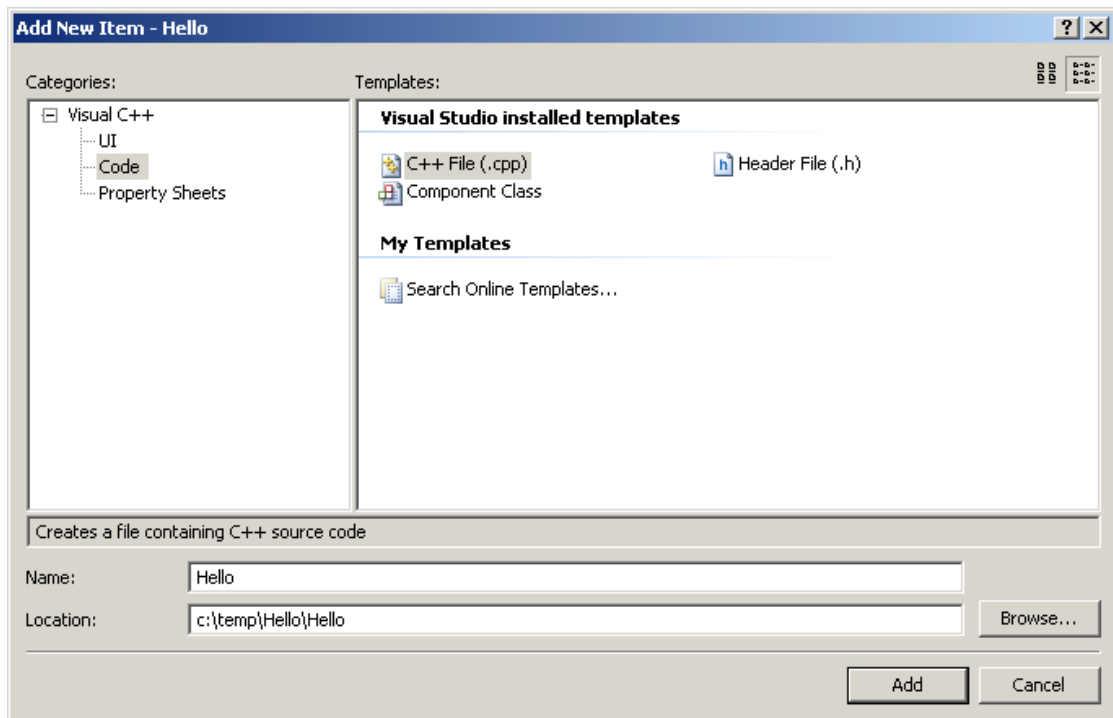 Add New Item - Hello
Categories:
Templates:
Visual C++
UI
Code
Property Sheets
Visual Studio installed templates
C++ File (.cpp)
Header File (.h)
Component Class
My Templates
Search Online Templates...
Creates a file containing C++ source code
Name:
Hello
Location:
c:\temp\Hello\Hello
Browse...
Add
Cancel